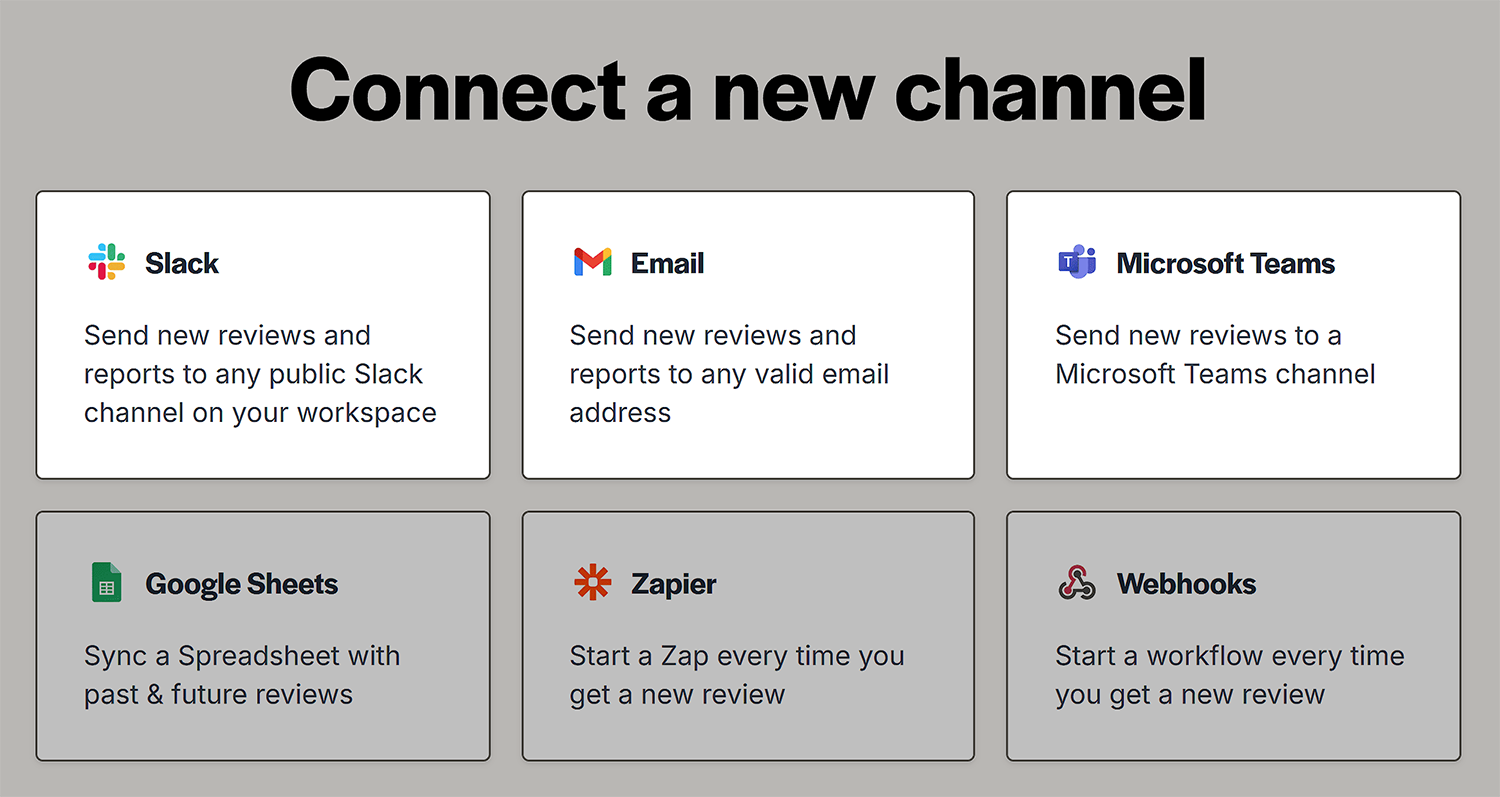 Connect a new channel
Slack
Send new reviews and
reports to any public Slack
channel on your workspace
Email
Send new reviews and
reports to any valid email
address
Microsoft Teams
Send new reviews to a
Microsoft Teams channel
Google Sheets
Sync a Spreadsheet with
past & future reviews
Zapier
Start a Zap every time you
get a new review
Webhooks
Start a workflow every time
you get a new review